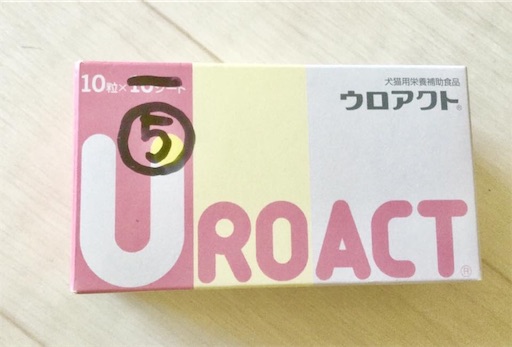 10粒×10シート
⑤
犬猫用栄養補助食品
ウロアクト®
UROACT®